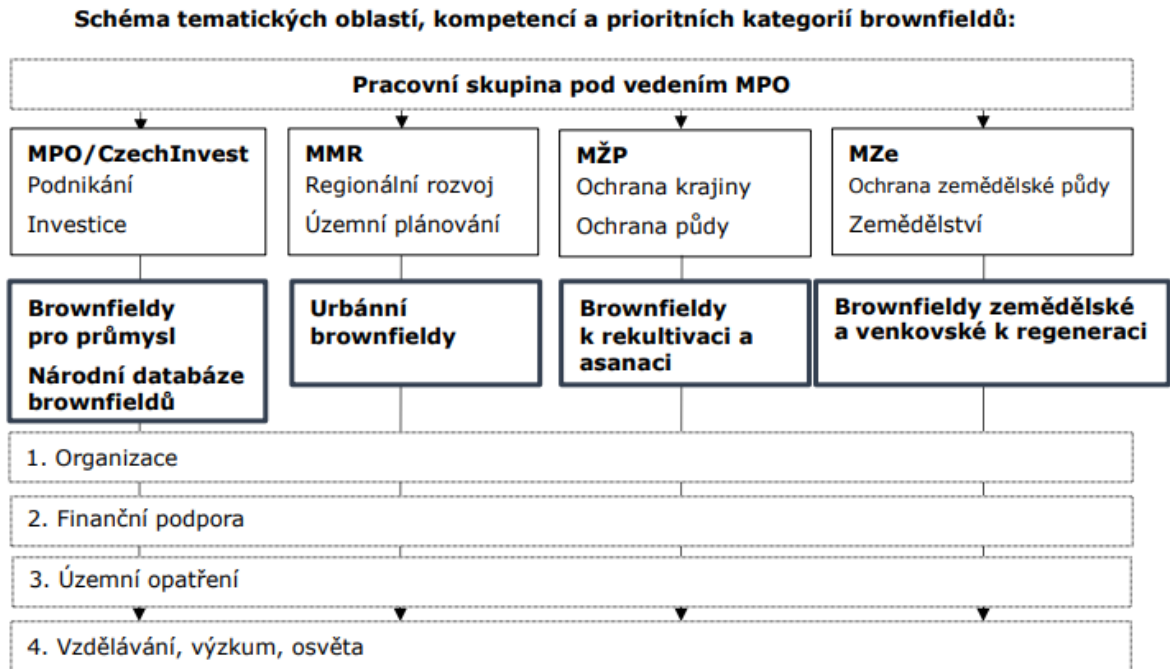 Schéma tematických oblastí, kompetencí a prioritních kategorií brownfieldů:
Pracovní skupina pod vedením MPO
MPO/CzechInvest
Podnikání
Investice
MMR
Regionální rozvoj
Územní plánování
MŽP
Ochrana krajiny
Ochrana půdy
MZe
Ochrana zemědělské půdy
Zemědělství
Brownfieldy
pro průmysl
Národní databáze
brownfieldů
Urbánní
brownfieldy
Brownfieldy
k rekultivaci a
asanaci
Brownfieldy zemědělské
a venkovské k regeneraci
1. Organizace
2. Finanční podpora
3. Územní opatření
4. Vzdělávání, výzkum, osvěta